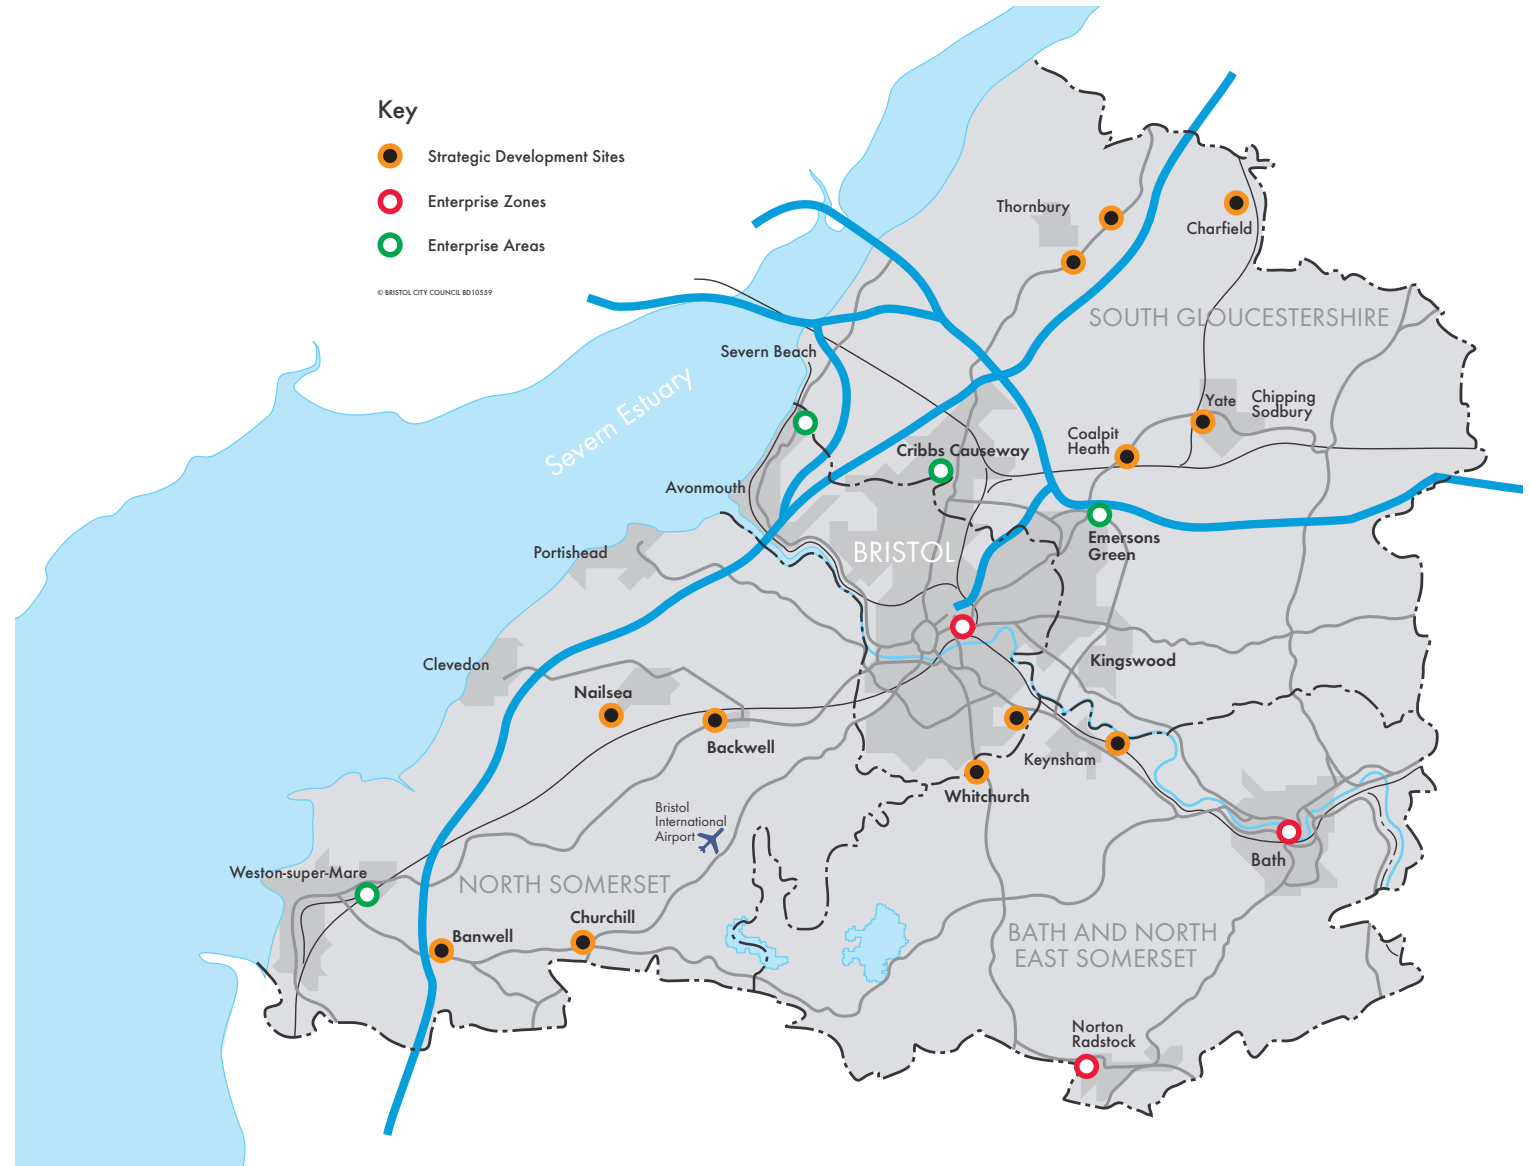 Key
Strategic Development Sites
Enterprise Zones
Enterprise Areas
© BRISTOL CITY COUNCIL BD10559
Thornbury
Charfield
SOUTH GLOUCESTERSHIRE
Severn Beach
Severn Estuary
Yate
Chipping
Sodbury
Coalpit
Heath
Cribbs Causeway
Avonmouth
Portishead
BRISTOL
Emersons
Green
Clevedon
Kingswood
Nailsea
Backwell
Keynsham
Whitchurch
Bristol
International
Airport
Bath
Weston-super-Mare
NORTH SOMERSET
Churchill
Banwell
BATH AND NORTH
EAST SOMERSET
Norton
Radstock